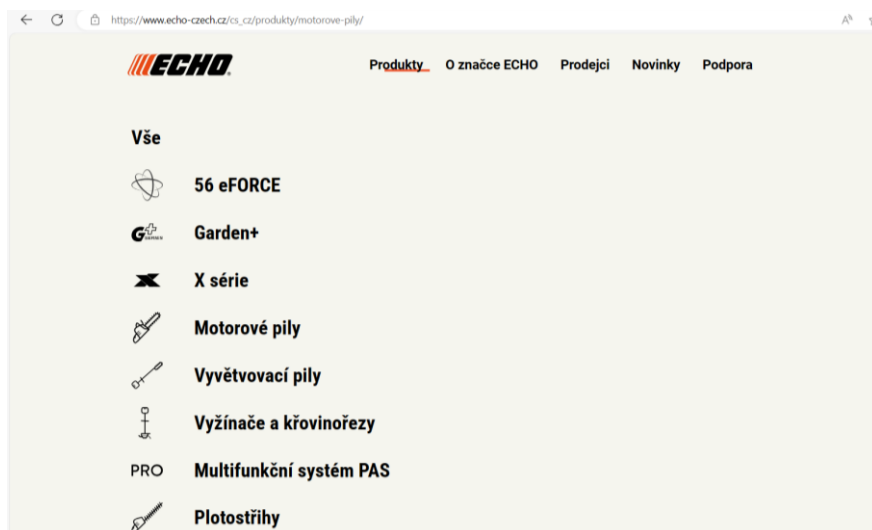 https://www.echo-czech.cz/cs_cz/produkty/motorove-pily/
ECHO
Produkty O značce ECHO Prodejci Novinky Podpora
Vše
56 eFORCE
Garden+
X série
Motorové pily
Vyvětvovací pily
Vyžínače a křovinořezy
PRO Multifunkční systém PAS
Plotostřihy